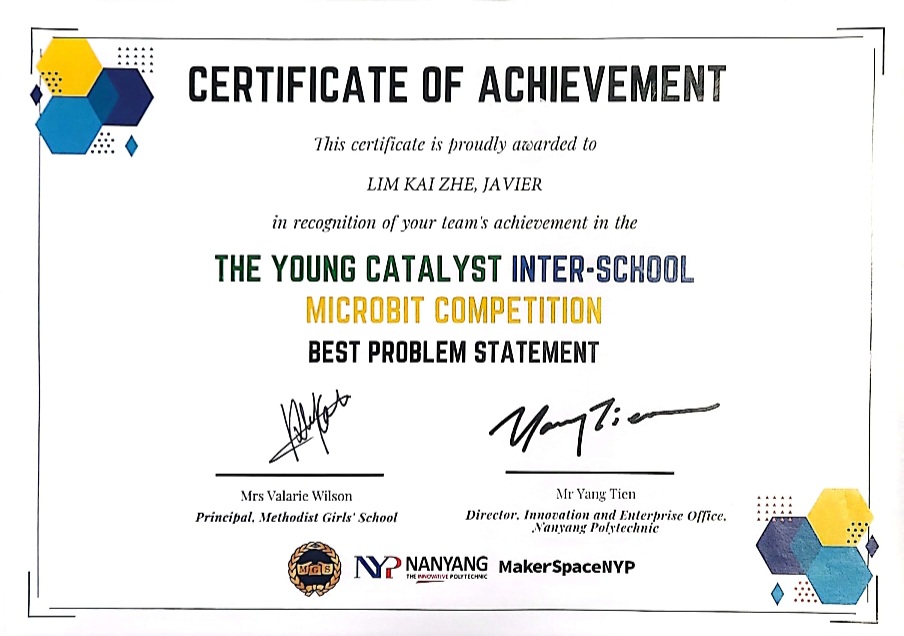 CERTIFICATE OF ACHIEVEMENT
This certificate is proudly awarded to
LIM KAI ZHE, JAVIER
in recognition of your team's achievement in the
THE YOUNG CATALYST INTER-SCHOOL
MICROBIT COMPETITION
BEST PROBLEM STATEMENT
Yang Tien
Mrs Valarie Wilson
Principal, Methodist Girls' School
Mr Yang Tien
Director, Innovation and Enterprise Office,
Nanyang Polytechnic
MGS
NYP NANYANG
THE INNOVATIVE POLYTECHNIC
MakerSpaceNYP